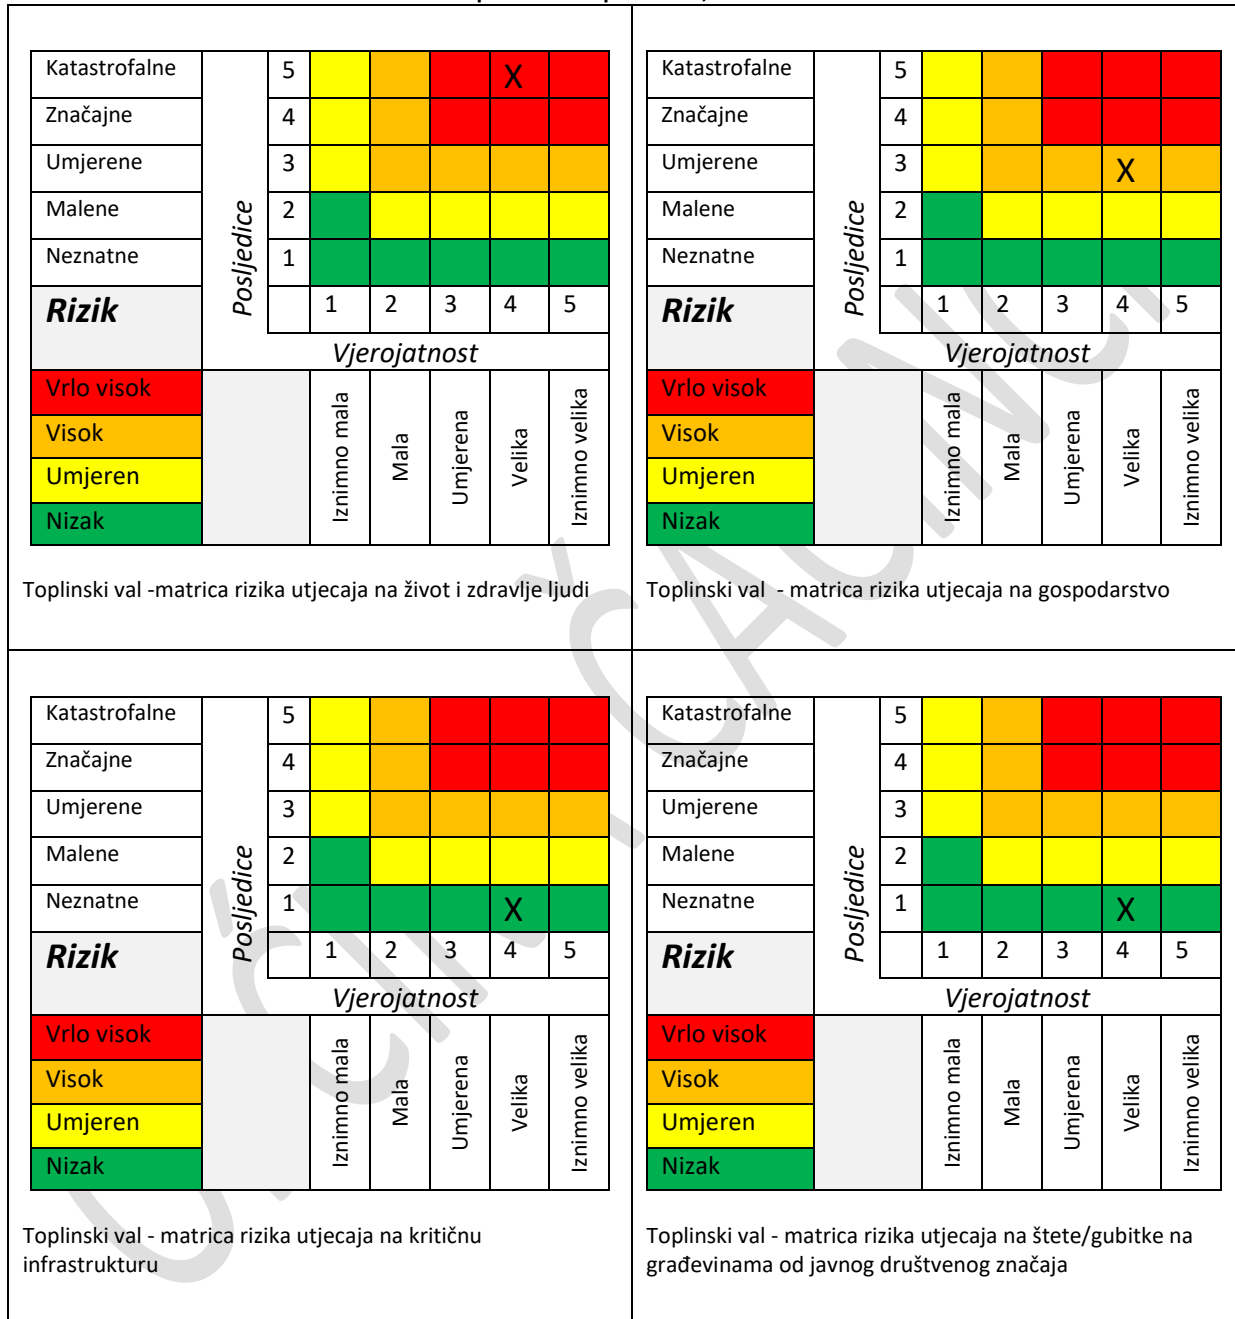 Katastrofalne 5 X
Značajne 4
Umjerene 3
Malene 2
Neznatne 1
Posljedice
Rizik 1 2 3 4 5
Vjerojatnost
Vrlo visok
Visok
Umjeren
Nizak
Iznimno mala
Mala
Umjerena
Velika
Iznimno velika
Toplinski val -matrica rizika utjecaja na život i zdravlje ljudi
Katastrofalne 5
Značajne 4
Umjerene 3 X
Malene 2
Neznatne 1
Posljedice
Rizik 1 2 3 4 5
Vjerojatnost
Vrlo visok
Visok
Umjeren
Nizak
Iznimno mala
Mala
Umjerena
Velika
Iznimno velika
Toplinski val - matrica rizika utjecaja na gospodarstvo
Katastrofalne 5
Značajne 4
Umjerene 3
Malene 2
Neznatne 1 X
Posljedice
Rizik 1 2 3 4 5
Vjerojatnost
Vrlo visok
Visok
Umjeren
Nizak
Iznimno mala
Mala
Umjerena
Velika
Iznimno velika
Toplinski val - matrica rizika utjecaja na kritičnu
infrastrukturu
Katastrofalne 5
Značajne 4
Umjerene 3
Malene 2
Neznatne 1 X
Posljedice
Rizik 1 2 3 4 5
Vjerojatnost
Vrlo visok
Visok
Umjeren
Nizak
Iznimno mala
Mala
Umjerena
Velika
Iznimno velika
Toplinski val - matrica rizika utjecaja na štete/gubitke na
građevinama od javnog društvenog značaja